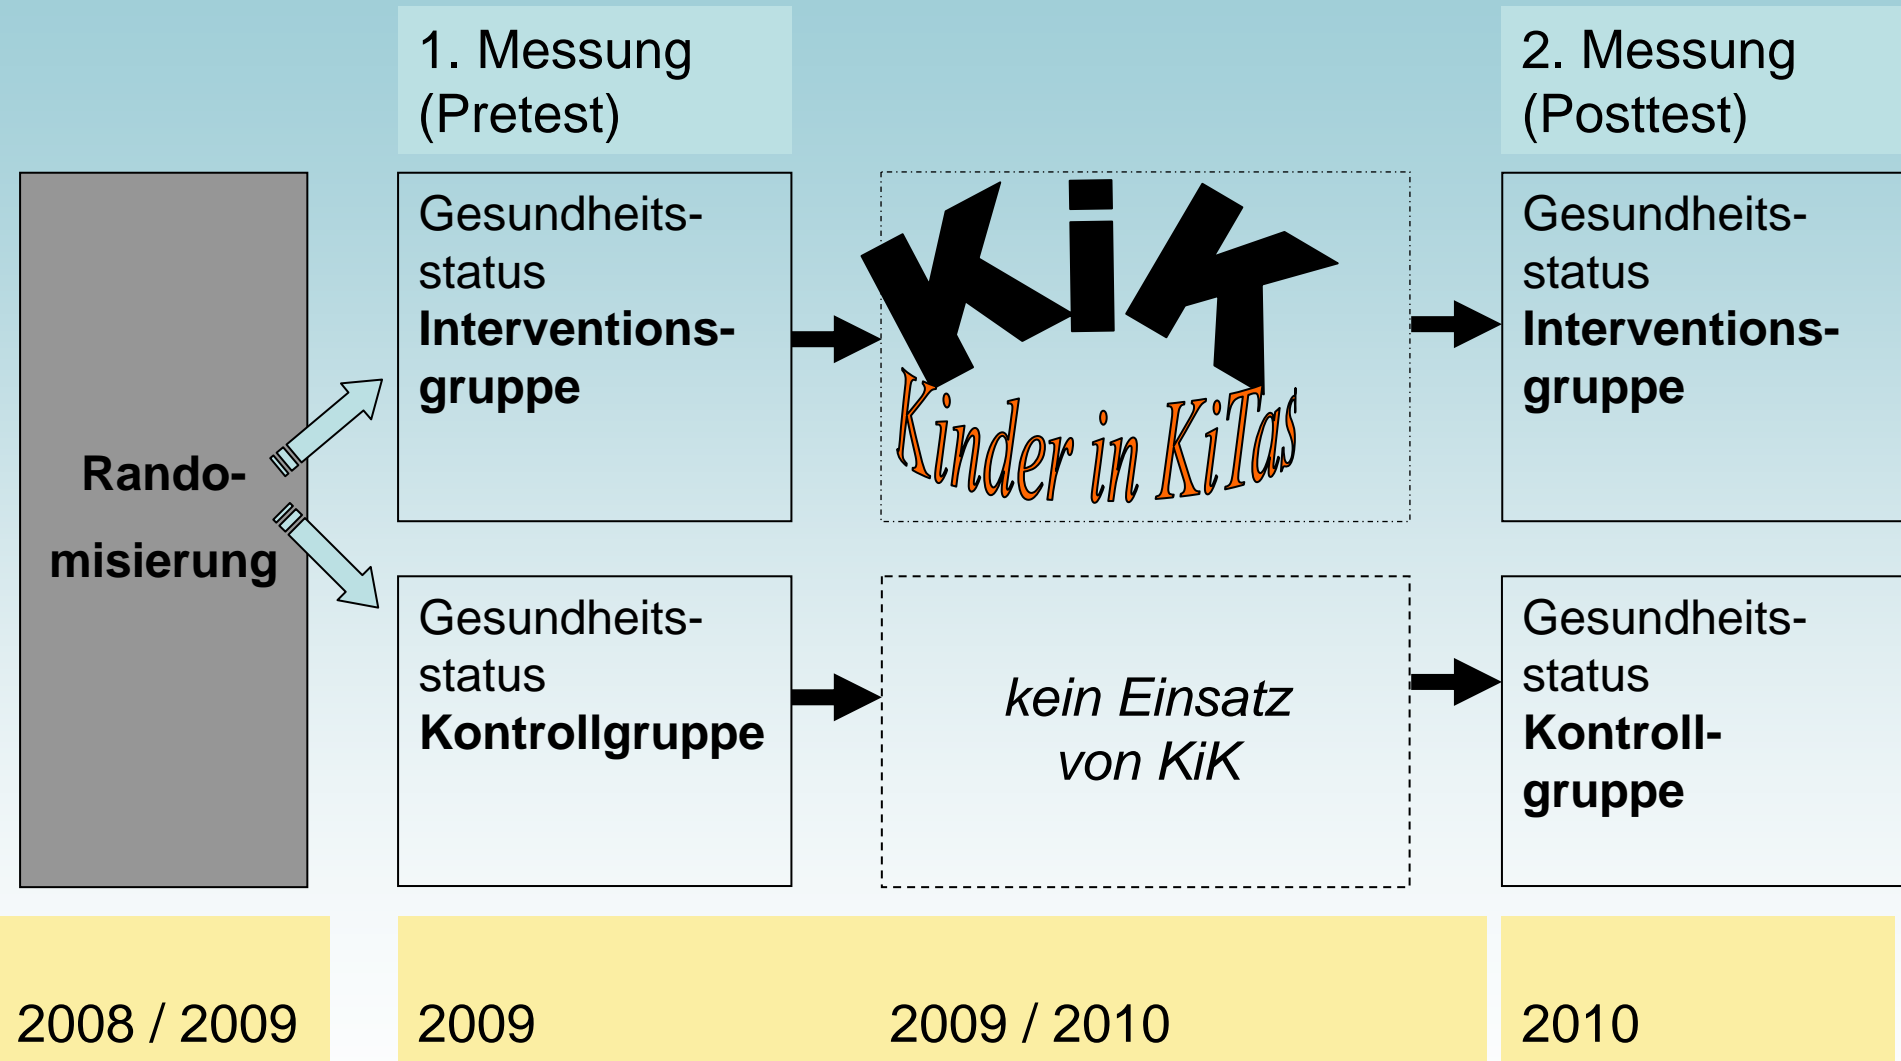 1. Messung
(Pretest)
2. Messung
(Posttest)
Rando-
misierung
Gesundheits-
status
Interventions-
gruppe
KiK
Kinder in KiTas
Gesundheits-
status
Interventions-
gruppe
Gesundheits-
status
Kontrollgruppe
kein Einsatz
von KiK
Gesundheits-
status
Kontroll-
gruppe
2008 / 2009
2009
2009 / 2010
2010